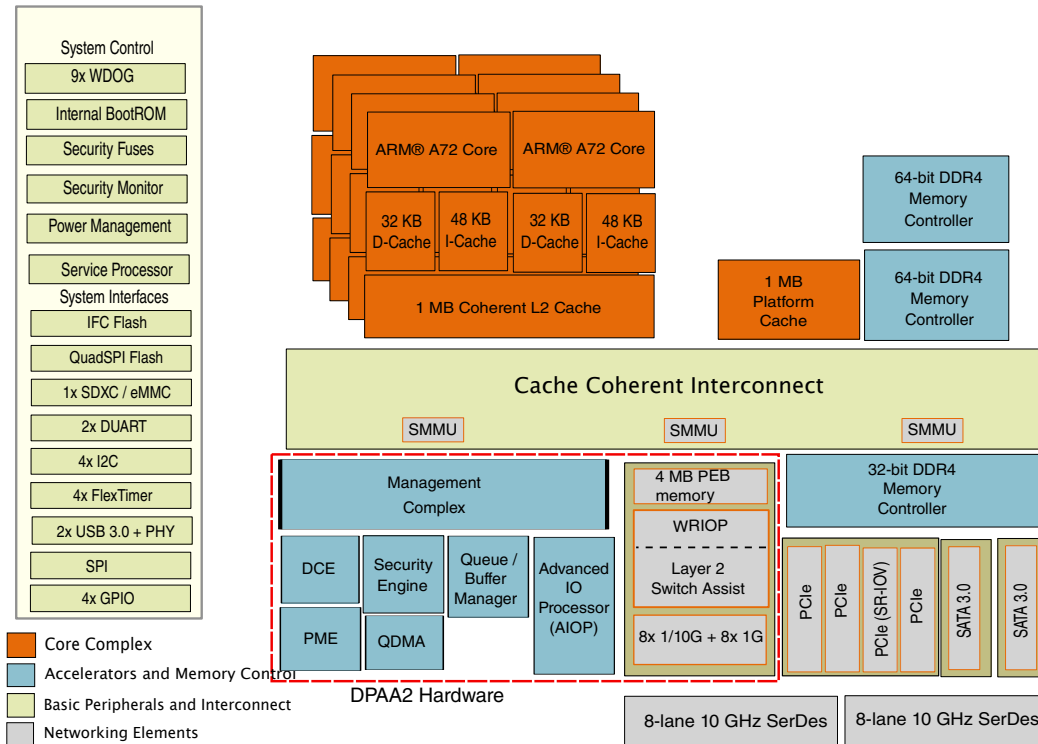 System Control
9x WDOG
Internal BootROM
Security Fuses
Security Monitor
Power Management
Service Processor
System Interfaces
IFC Flash
QuadSPI Flash
1x SDXC / eMMC
2x DUART
4x I2C
4x FlexTimer
2x USB 3.0 + PHY
SPI
4x GPIO
ARM® A72 Core
ARM® A72 Core
32 KB
D-Cache
48 KB
I-Cache
32 KB
D-Cache
48 KB
I-Cache
1 MB Coherent L2 Cache
64-bit DDR4
Memory
Controller
1 MB
Platform
Cache
64-bit DDR4
Memory
Controller
Cache Coherent Interconnect
SMMU
SMMU
SMMU
Management
Complex
DCE
Security
Engine
Queue /
Buffer
Manager
Advanced
IO
Processor
(AIOP)
PME
QDMA
4 MB PEB
memory
WRIOP
Layer 2
Switch Assist
8x 1/10G + 8x 1G
32-bit DDR4
Memory
Controller
PCIe
PCIe
PCIe (SR-IOV)
PCIe
SATA 3.0
SATA 3.0
DPAA2 Hardware
8-lane 10 GHz SerDes
8-lane 10 GHz SerDes
Core Complex
Accelerators and Memory Control
Basic Peripherals and Interconnect
Networking Elements